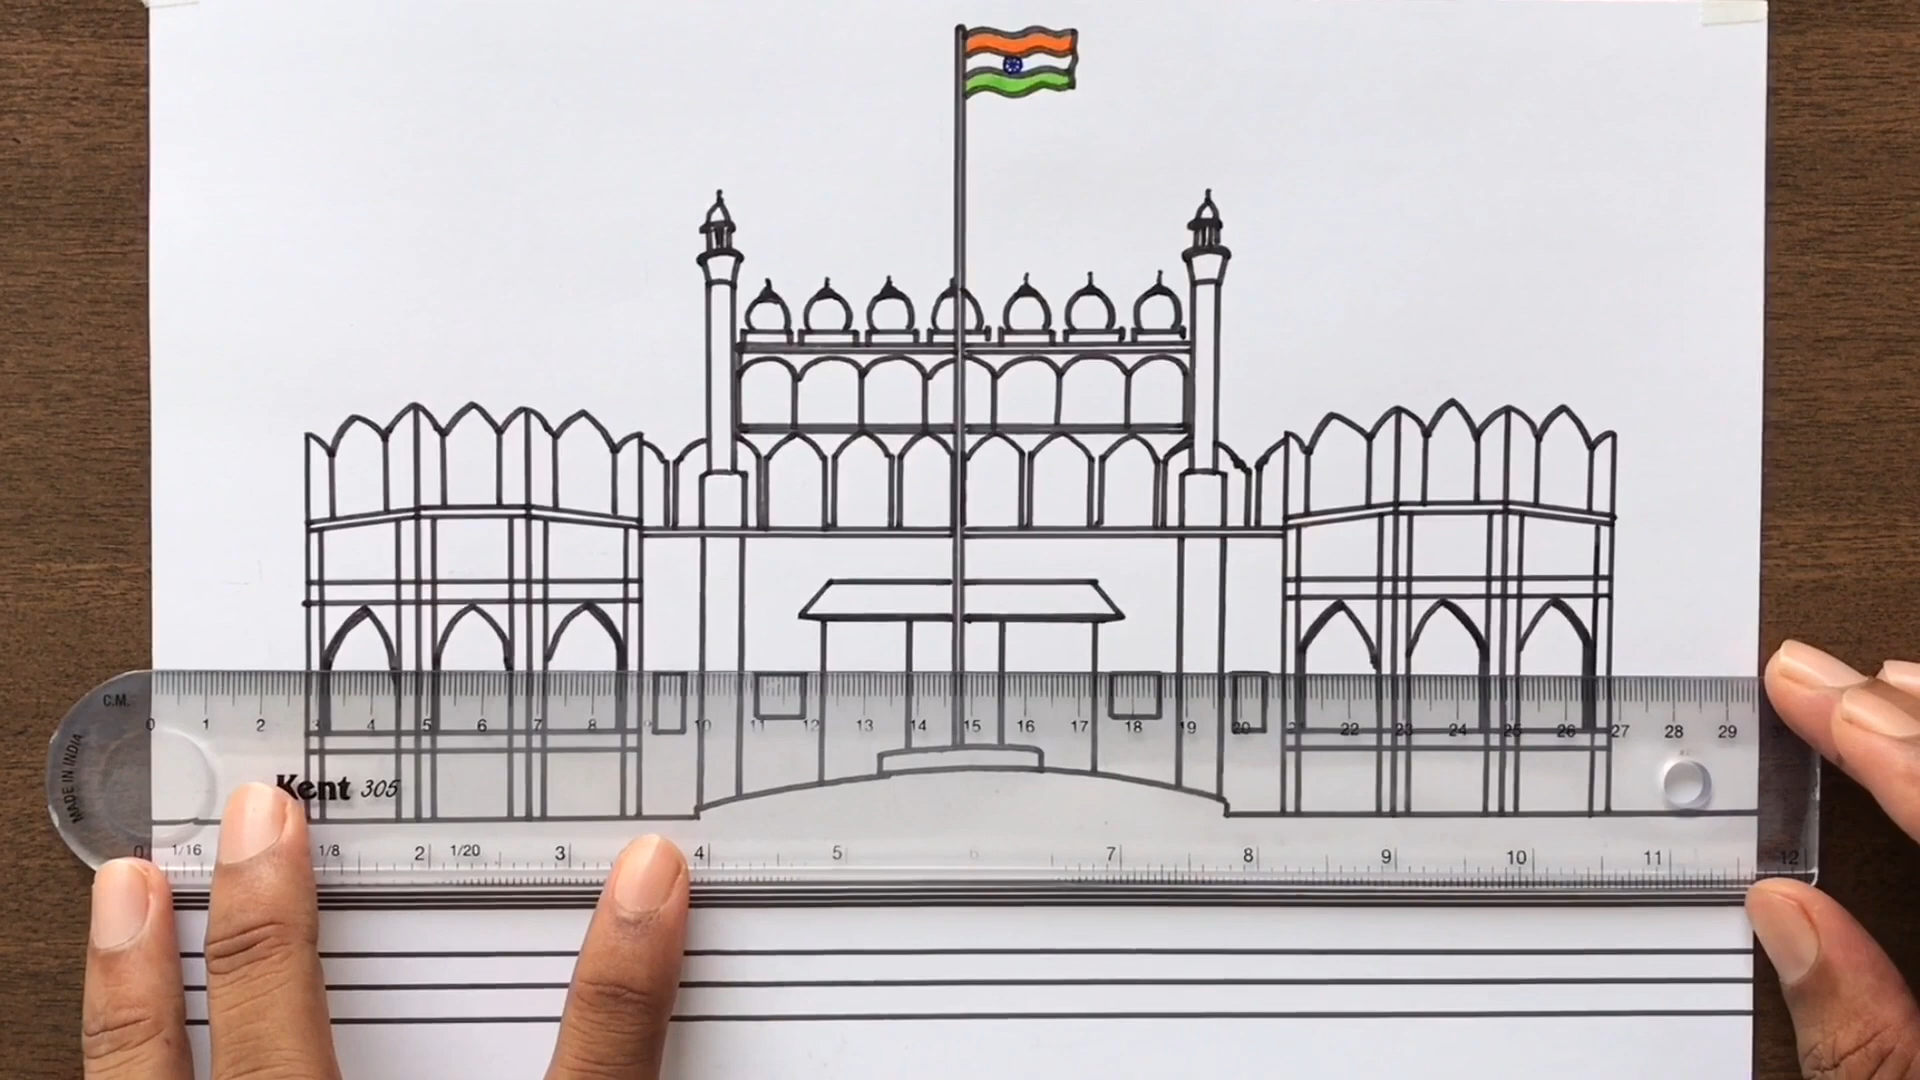 C.M.
0 1 2 3 4 5 6 7 8 9 10 11 12 13 14 15 16 17 18 19 20 21 22 23 24 25 26 27 28 29
MADE IN INDIA
Kent 305
0 1/16 1/8 2 1/20 3 4 5 6 7 8 9 10 11 12